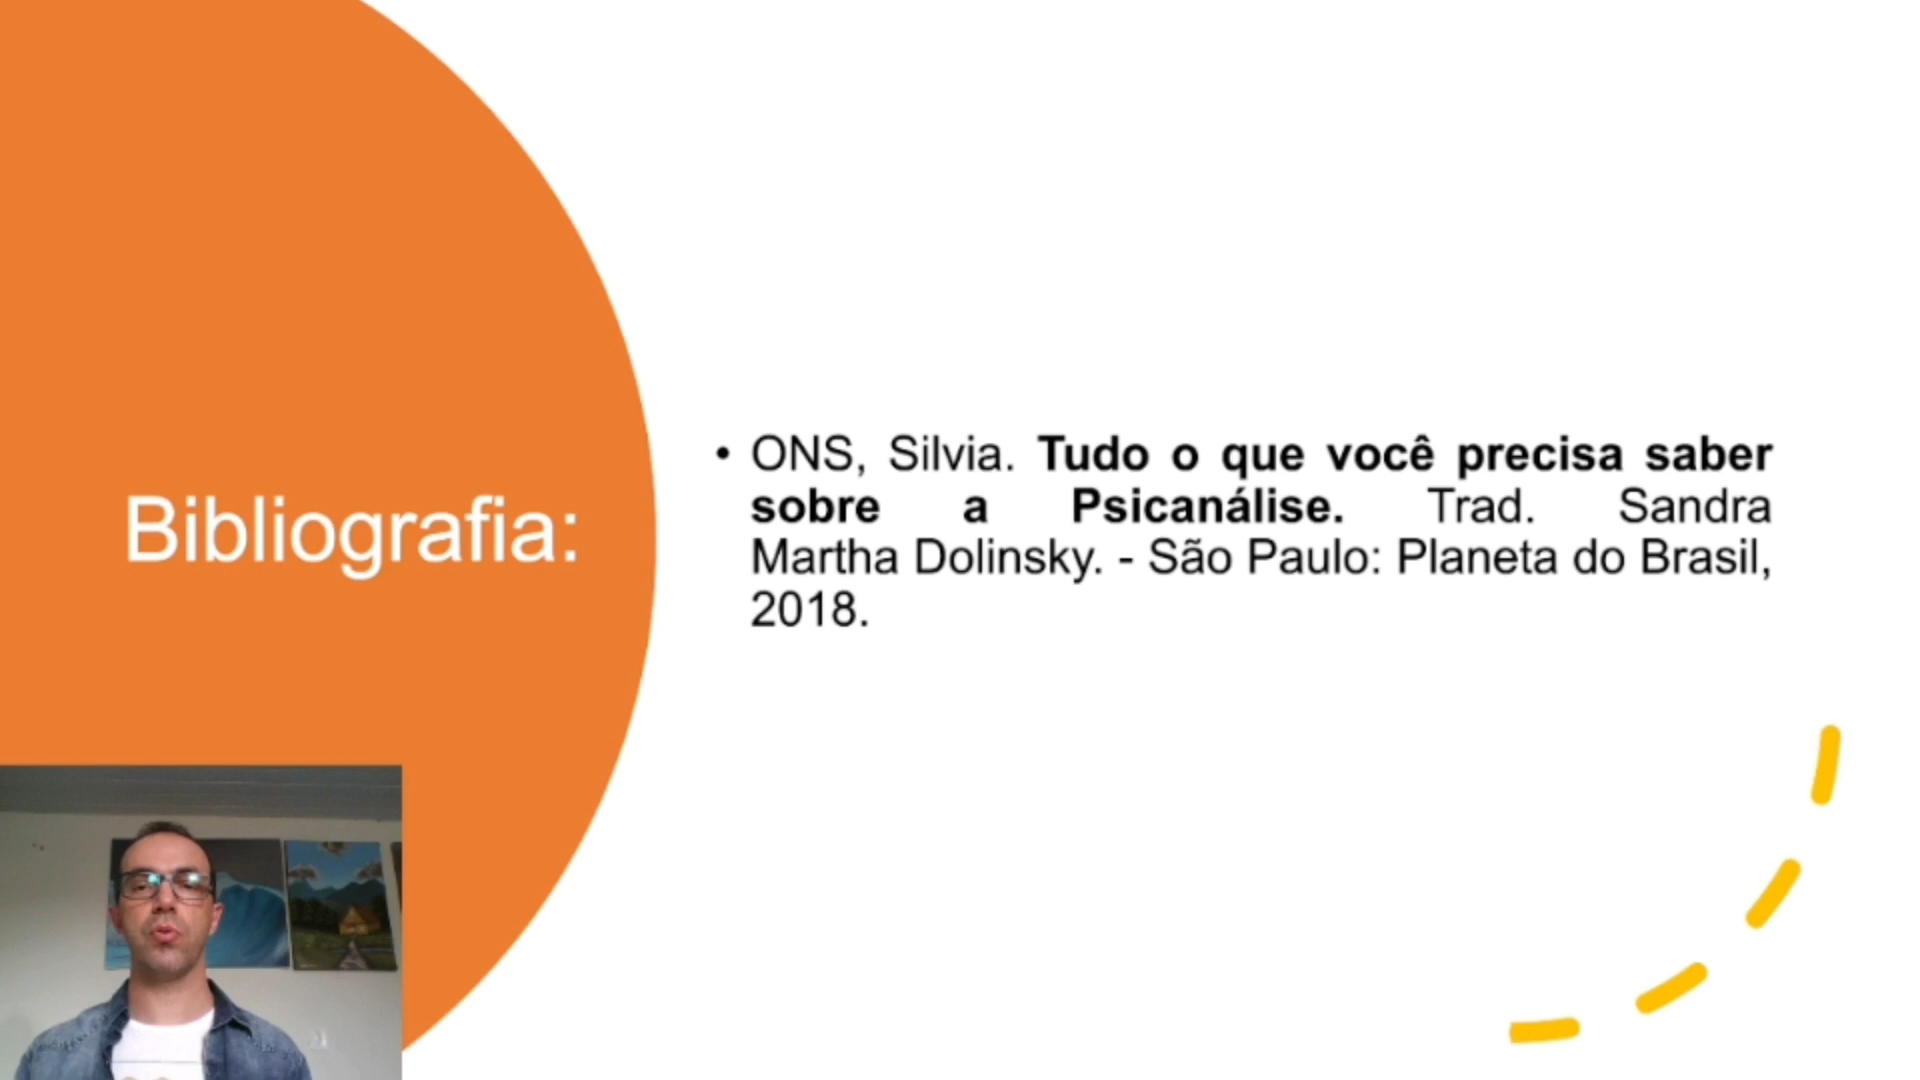 Bibliografia:
• ONS, Silvia. Tudo o que você precisa saber
sobre a Psicanálise. Trad. Sandra
Martha Dolinsky. - São Paulo: Planeta do Brasil,
2018.